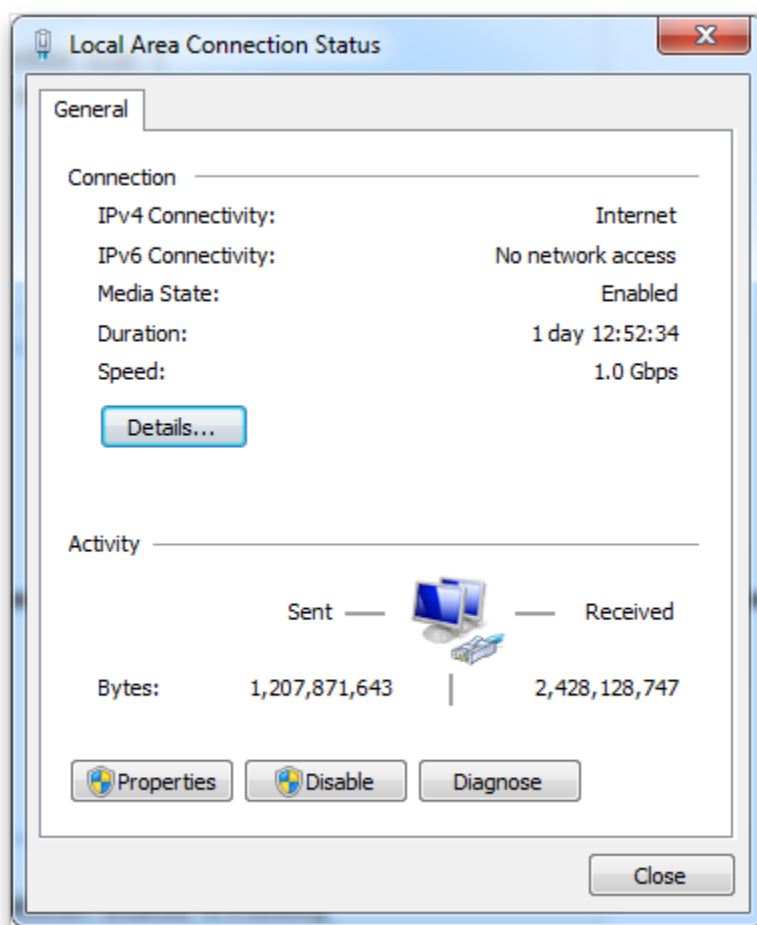 Local Area Connection Status
General
Connection
IPv4 Connectivity: Internet
IPv6 Connectivity: No network access
Media State: Enabled
Duration: 1 day 12:52:34
Speed: 1.0 Gbps
Details...
Activity
Sent Received
Bytes: 1,207,871,643 2,428,128,747
Properties Disable Diagnose
Close